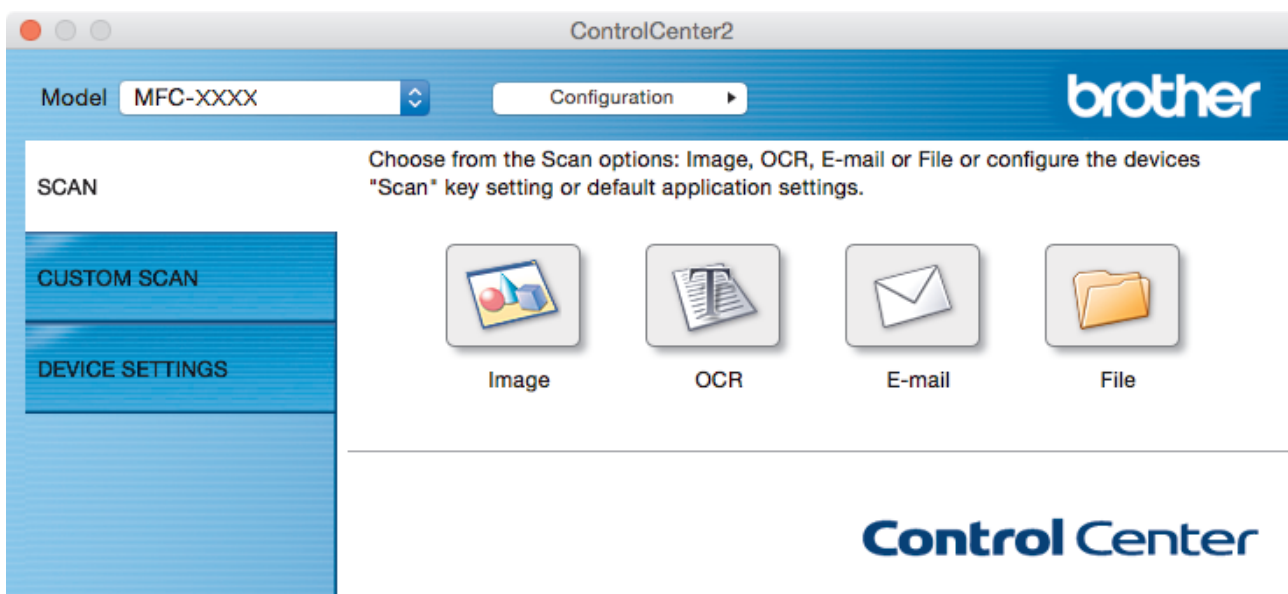 ControlCenter2
Model MFC-XXXX Configuration brother
SCAN
Choose from the Scan options: Image, OCR, E-mail or File or configure the devices
"Scan" key setting or default application settings.
CUSTOM SCAN
DEVICE SETTINGS
Image OCR E-mail File
Control Center